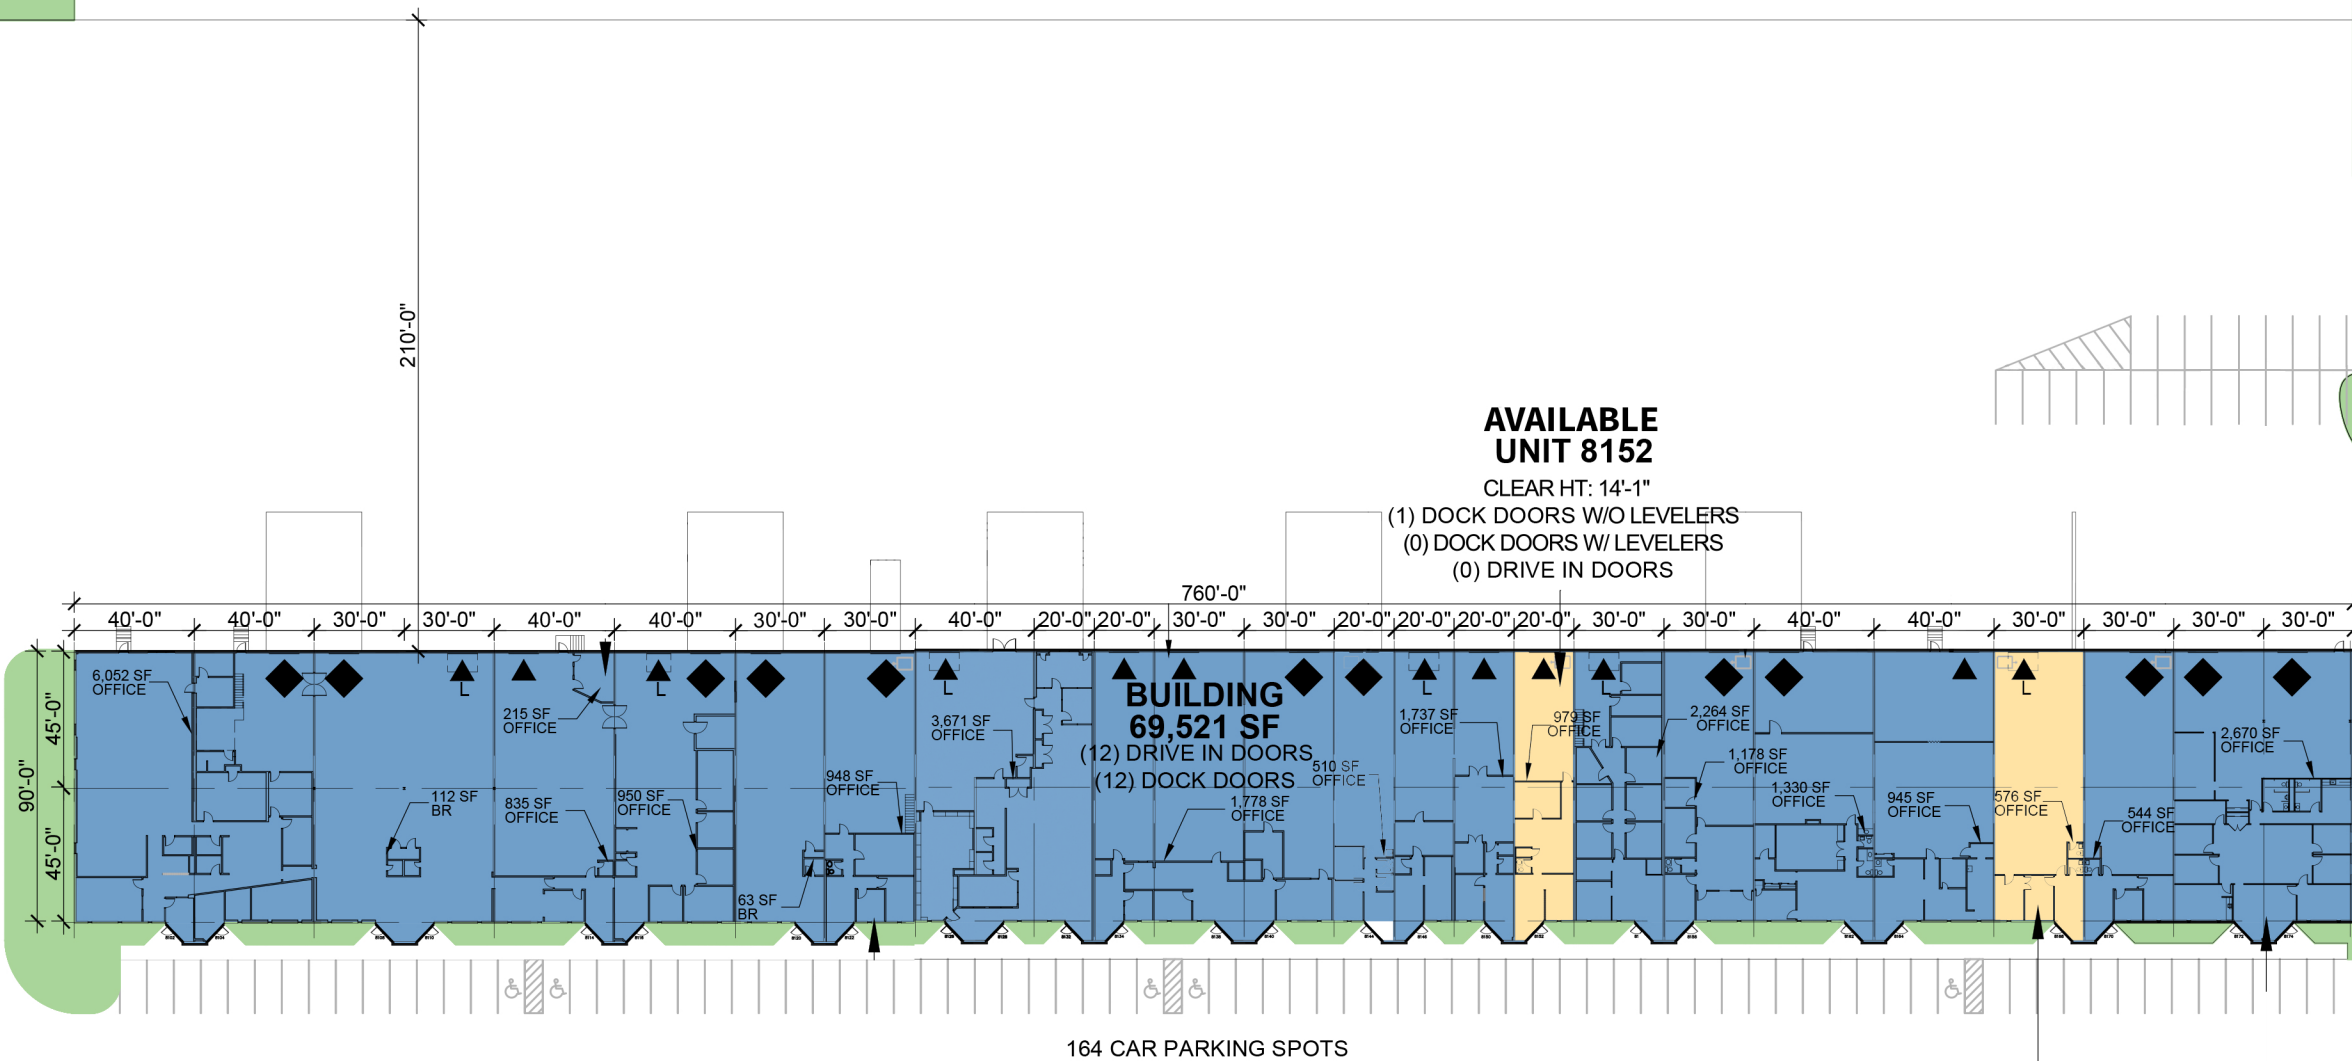 210'-0"
AVAILABLE
UNIT 8152
CLEAR HT: 14'-1"
(1) DOCK DOORS W/O LEVELERS
(0) DOCK DOORS W/ LEVELERS
(0) DRIVE IN DOORS
760'-0"
40'-0" 40'-0" 30'-0" 30'-0" 40'-0" 40'-0" 30'-0" 30'-0" 40'-0" 20'-0" 20'-0" 30'-0" 30'-0" 20'-0" 20'-0" 20'-0" 20'-0" 30'-0" 30'-0" 40'-0" 40'-0" 30'-0" 30'-0" 30'-0" 30'-0"
90'-0"
45'-0"
45'-0"
6,052 SF
OFFICE
L
L
L
L
L
L
215 SF
OFFICE
112 SF
BR
835 SF
OFFICE
950 SF
OFFICE
63 SF
BR
948 SF
OFFICE
3,671 SF
OFFICE
BUILDING
69,521 SF
(12) DRIVE IN DOORS
(12) DOCK DOORS
1,778 SF
OFFICE
510 SF
OFFICE
1,737 SF
OFFICE
979 SF
OFFICE
2,264 SF
OFFICE
1,178 SF
OFFICE
1,330 SF
OFFICE
945 SF
OFFICE
576 SF
OFFICE
544 SF
OFFICE
2,670 SF
OFFICE
164 CAR PARKING SPOTS